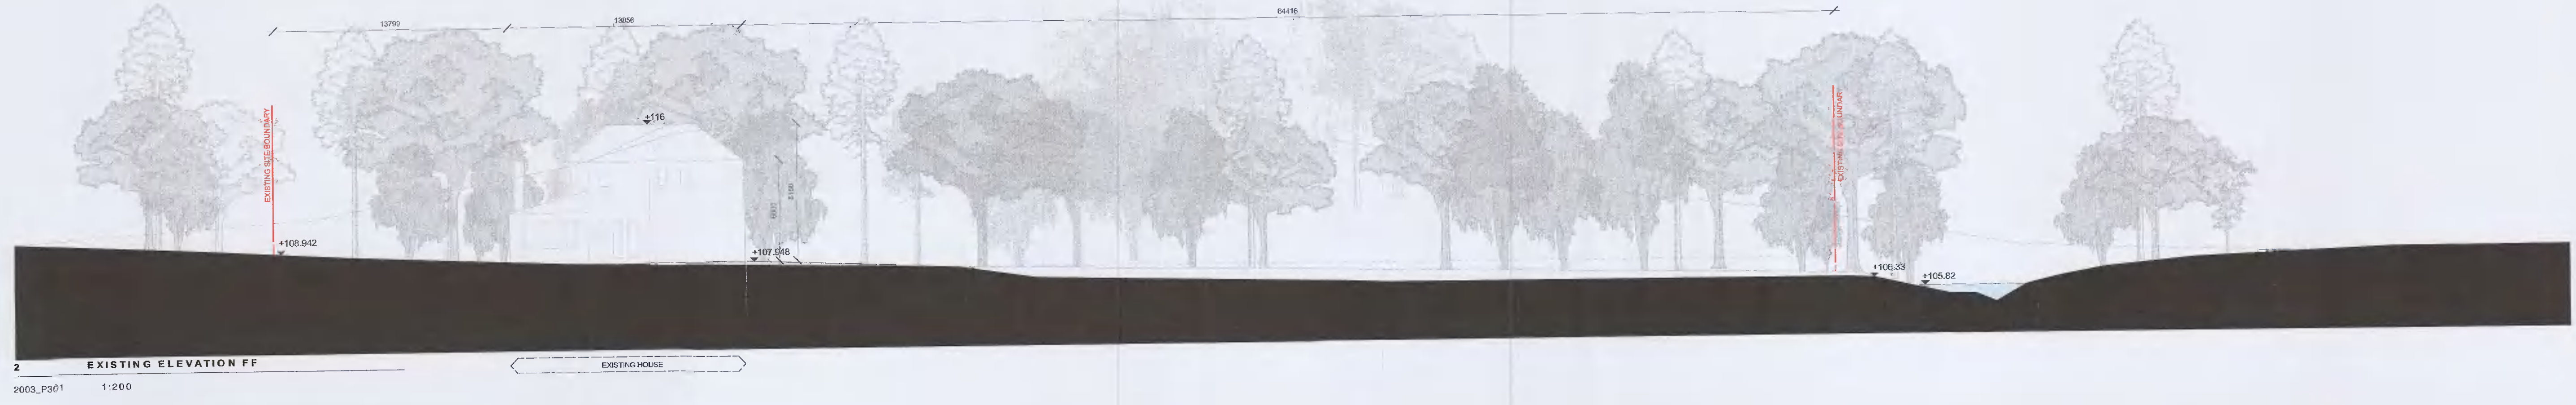 13799
13856
64416
EXISTING SITE BOUNDARY
+116
EXISTING SITE BOUNDARY
+108.942
+107.948
+106.33
+105.82
2
EXISTING ELEVATION FF
EXISTING HOUSE
2003_P301
1:200